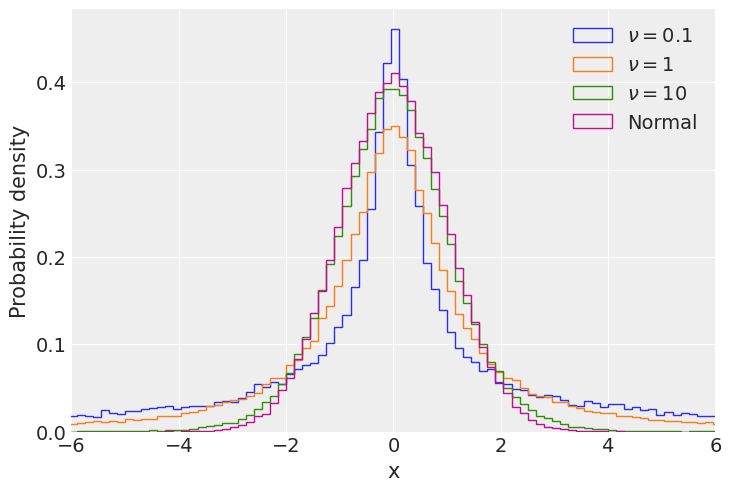 ν = 0.1
ν = 1
ν = 10
Normal
Probability density
0.4
0.3
0.2
0.1
0.0
−6 −4 −2 0 2 4 6
x